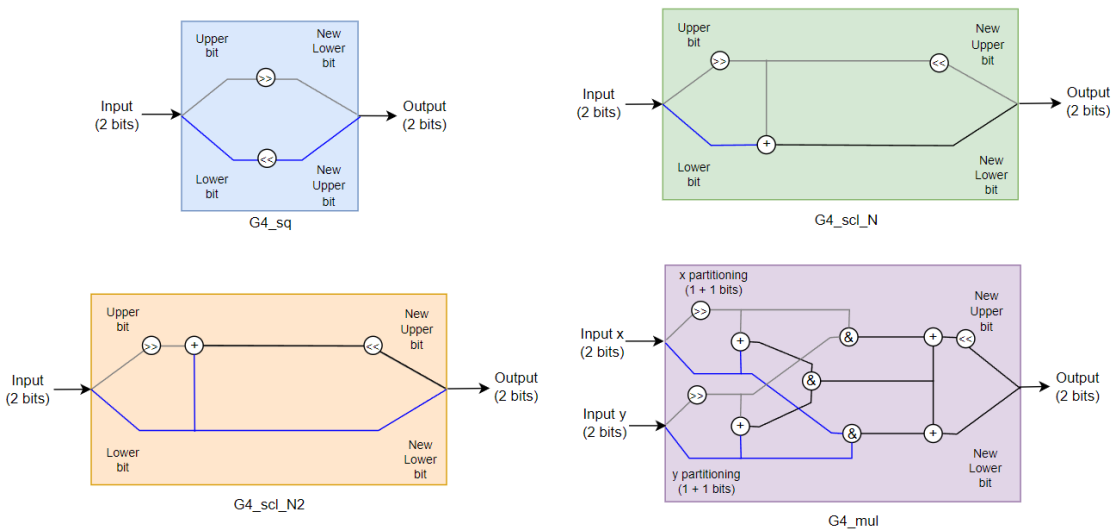 Upper
bit
New
Lower
bit
>>
Input
(2 bits)
Output
(2 bits)
<<
Lower
bit
New
Upper
bit
G4_sq
Upper
bit
New
Upper
bit
>>
<<
Input
(2 bits)
Output
(2 bits)
+
Lower
bit
New
Lower
bit
G4_scl_N
Upper
bit
New
Upper
bit
>>
+
<<
Input
(2 bits)
Output
(2 bits)
Lower
bit
New
Lower
bit
G4_scl_N2
x partitioning
(1 + 1 bits)
New
Upper
bit
>>
Input x
(2 bits)
+
&
+
<<
&
Output
(2 bits)
>>
Input y
(2 bits)
+
&
+
New
Lower
bit
y partitioning
(1 + 1 bits)
G4_mul